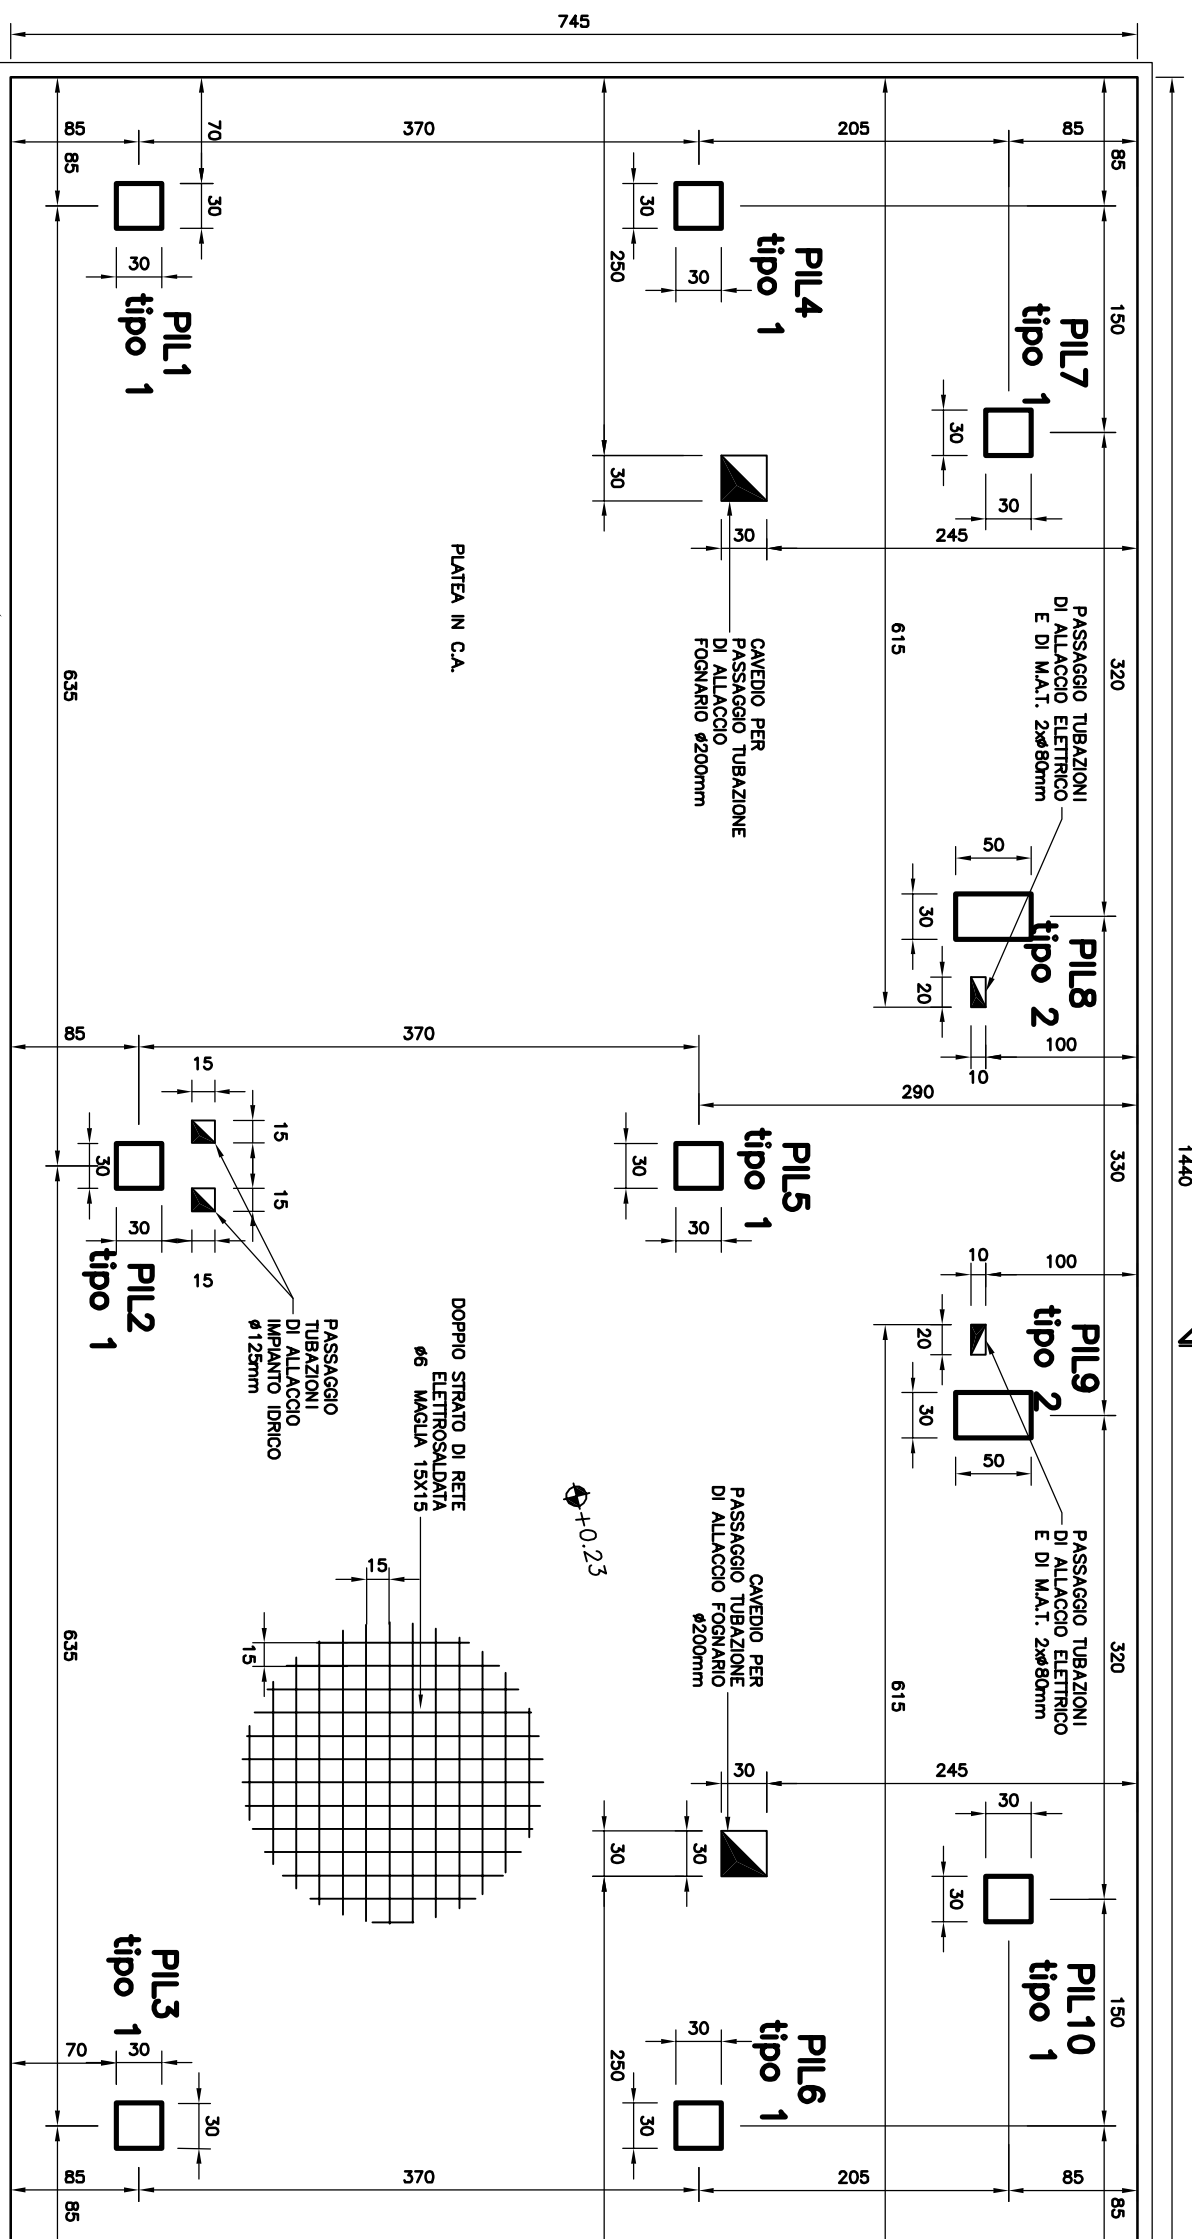 745
1440
85
150
320
330
320
150
85
85
205
370
85
85
70
30
30
PIL1
tipo 1
30
30
PIL4
tipo 1
250
30
30
PIL7
tipo 1
30
30
245
30
30
CAVEDIO PER
PASSAGGIO TUBAZIONE
DI ALLACCIO
FOGNARIO ø200mm
PLATEA IN C.A.
615
PASSAGGIO TUBAZIONI
DI ALLACCIO ELETTRICO
E DI M.A.T. 2xø80mm
50
30
PIL8
tipo 2
20
10
100
635
85
370
290
15
15
15
15
30
30
PIL2
tipo 1
PASSAGGIO
TUBAZIONI
DI ALLACCIO
IMPIANTO IDRICO
ø125mm
30
30
PIL5
tipo 1
10
100
20
PIL9
tipo 2
30
50
PASSAGGIO TUBAZIONI
DI ALLACCIO ELETTRICO
E DI M.A.T. 2xø80mm
615
DOPPIO STRATO DI RETE
ELETTROSALDATA
ø6 MAGLIA 15X15
15
15
+0.23
CAVEDIO PER
PASSAGGIO TUBAZIONE
DI ALLACCIO FOGNARIO
ø200mm
30
245
30
30
30
30
PIL10
tipo 1
635
250
30
30
PIL6
tipo 1
PIL3
tipo 1
70
30
30
85
370
205
85
85